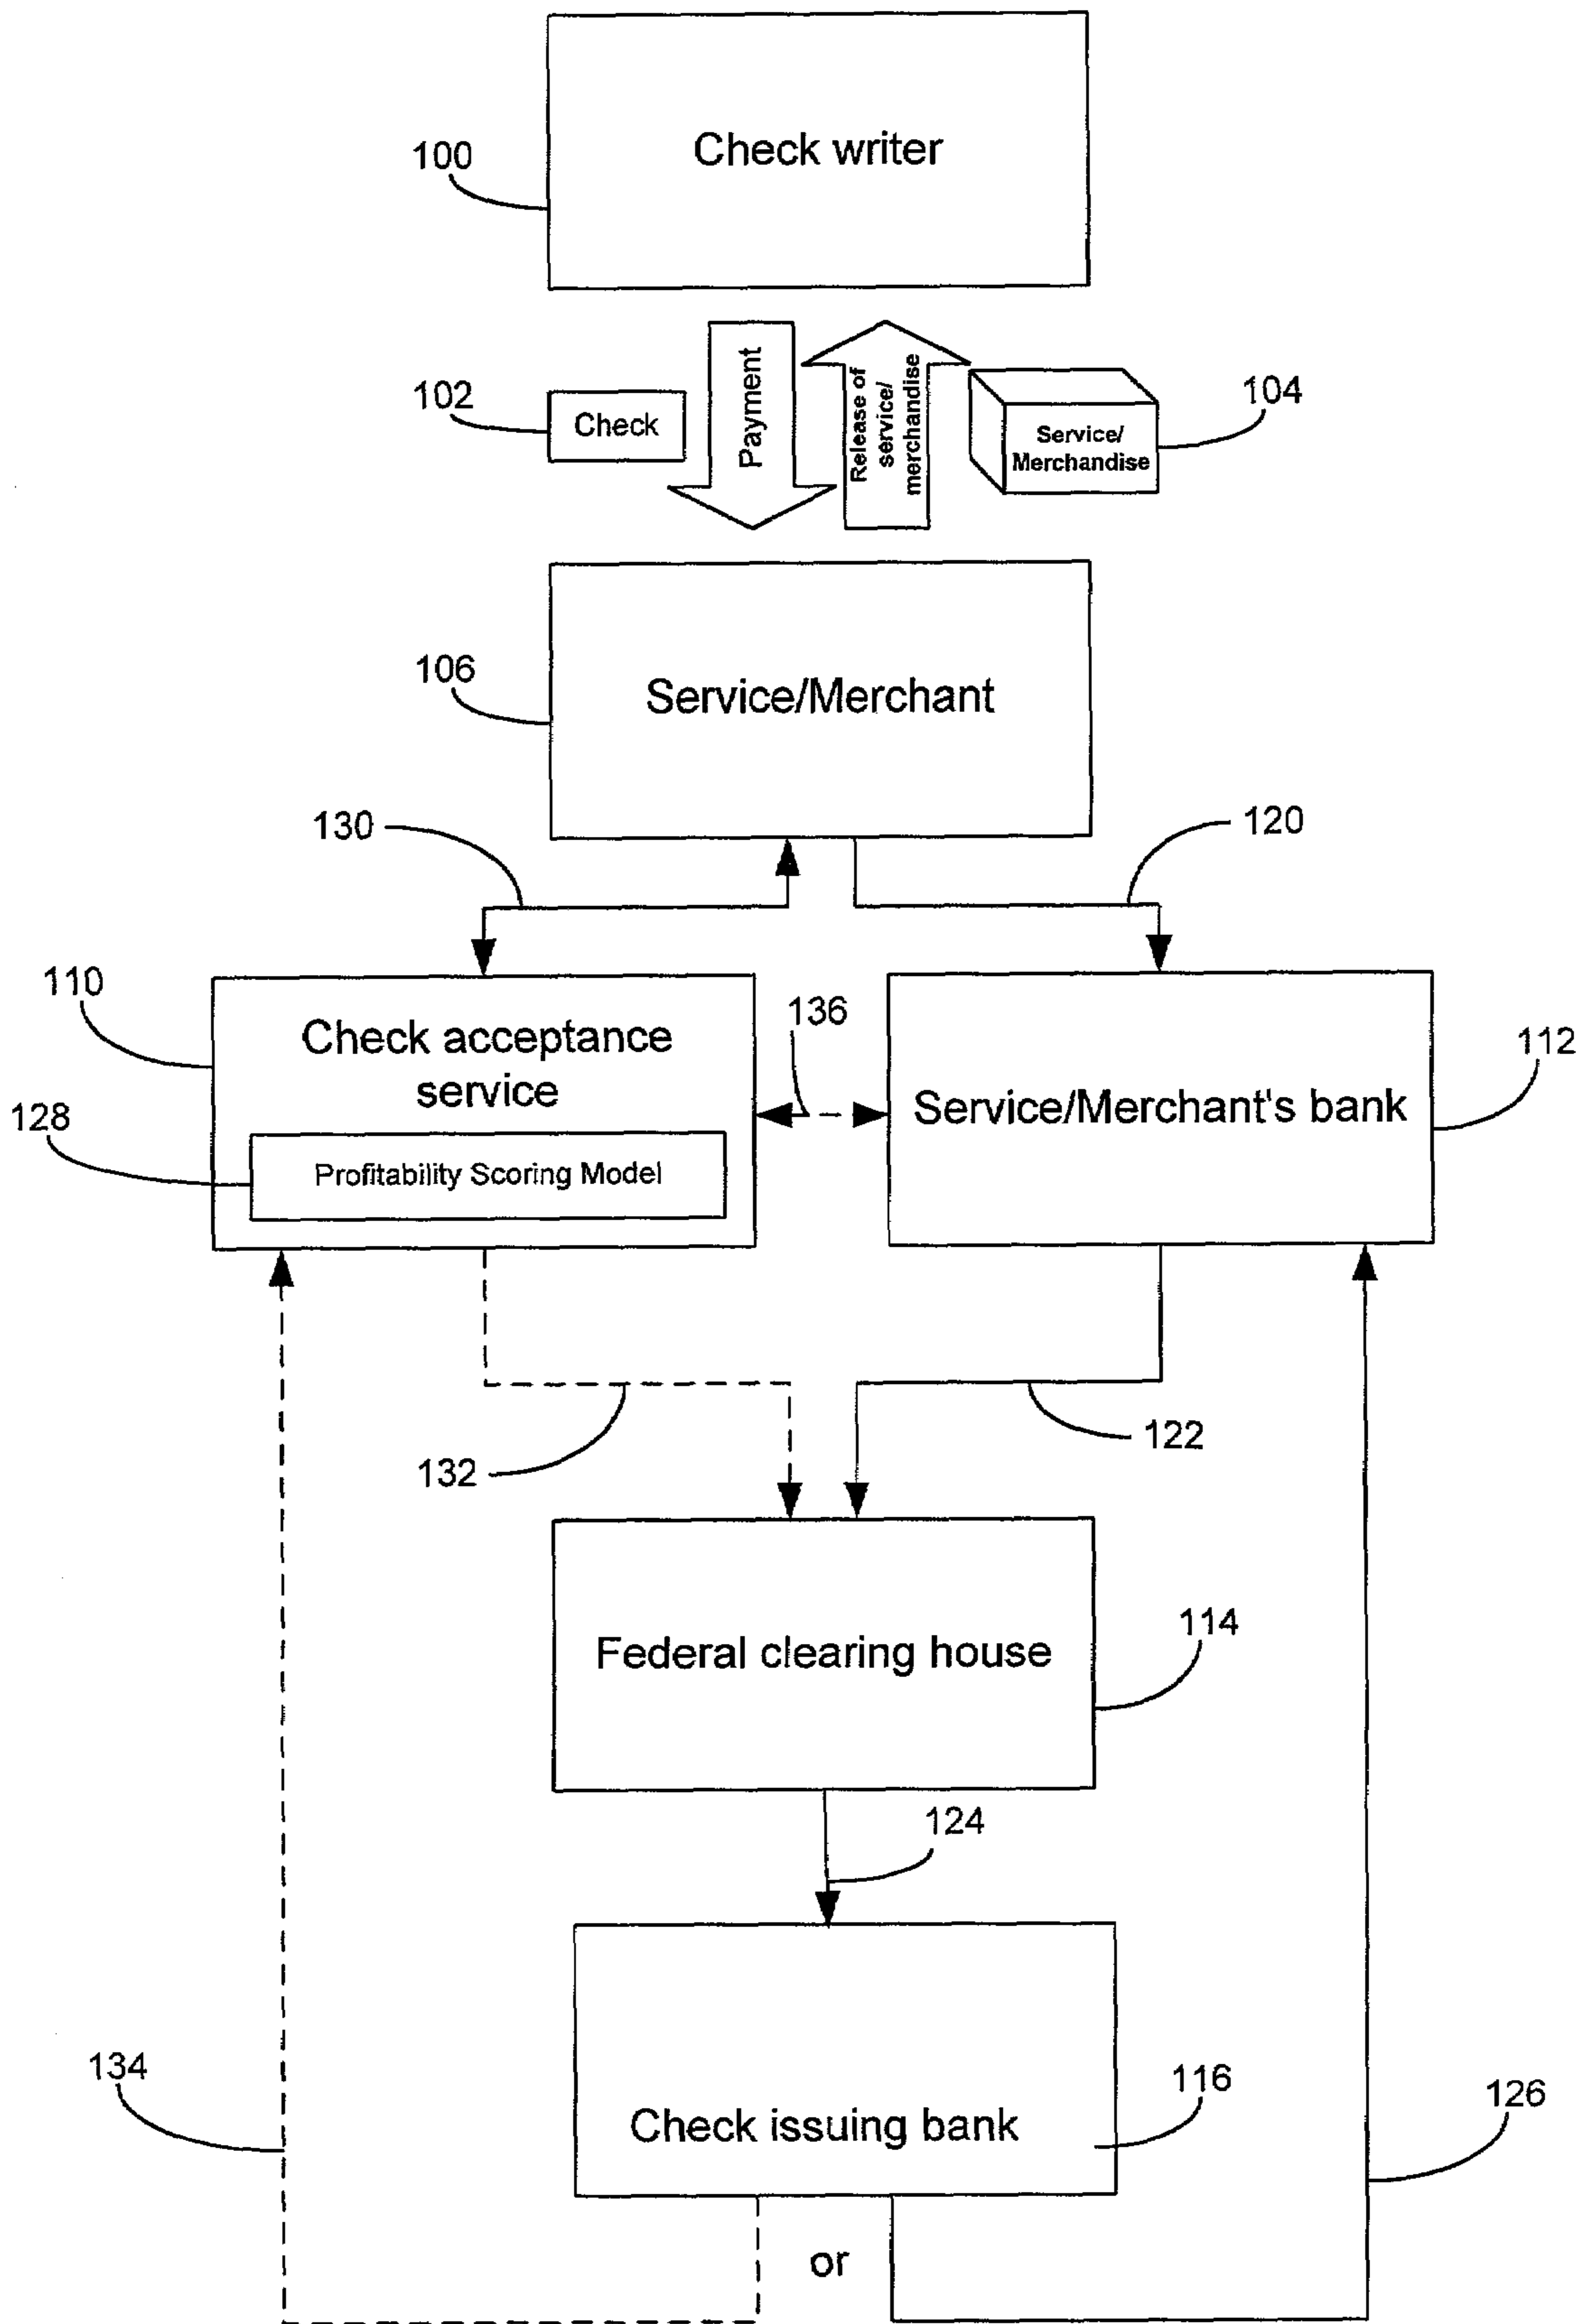 Check writer
100
102
Check
Payment
Release of
service/
merchandise
Service/
Merchandise
104
106
Service/Merchant
130
120
110
Check acceptance
service
136
112
Service/Merchant's bank
128
Profitability Scoring Model
132
122
Federal clearing house
114
124
134
116
Check issuing bank
126
or